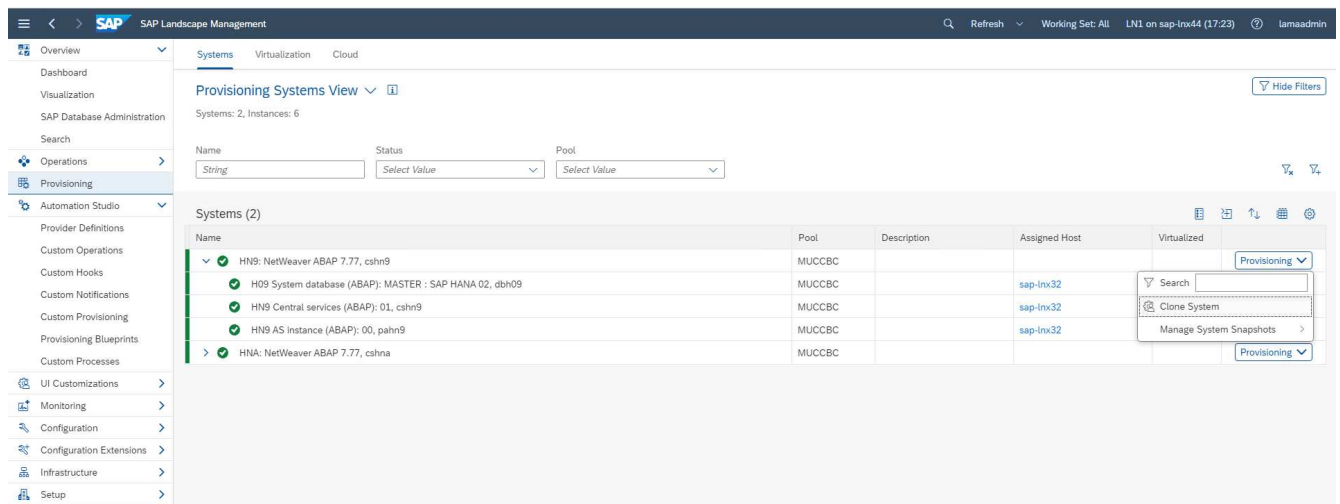 SAP SAP Landscape Management Refresh Working Set: All LN1 on sap-lnx44 (17:23) lamaadmin
Overview
Dashboard
Visualization
SAP Database Administration
Search
Operations
Provisioning
Automation Studio
Provider Definitions
Custom Operations
Custom Hooks
Custom Notifications
Custom Provisioning
Provisioning Blueprints
Custom Processes
UI Customizations
Monitoring
Configuration
Configuration Extensions
Infrastructure
Setup
Systems Virtualization Cloud
Provisioning Systems View Hide Filters
Systems: 2, Instances: 6
Name Status Pool
String Select Value Select Value
Systems (2)
Name Pool Description Assigned Host Virtualized
HN9: NetWeaver ABAP 7.77, cshn9 MUCCBC Provisioning
H09 System database (ABAP): MASTER : SAP HANA 02, dbh09 MUCCBC sap-lnx32
HN9 Central services (ABAP): 01, cshn9 MUCCBC sap-lnx32
HN9 AS instance (ABAP): 00, pahn9 MUCCBC sap-lnx32
HNA: NetWeaver ABAP 7.77, cshna MUCCBC Provisioning
Search
Clone System
Manage System Snapshots